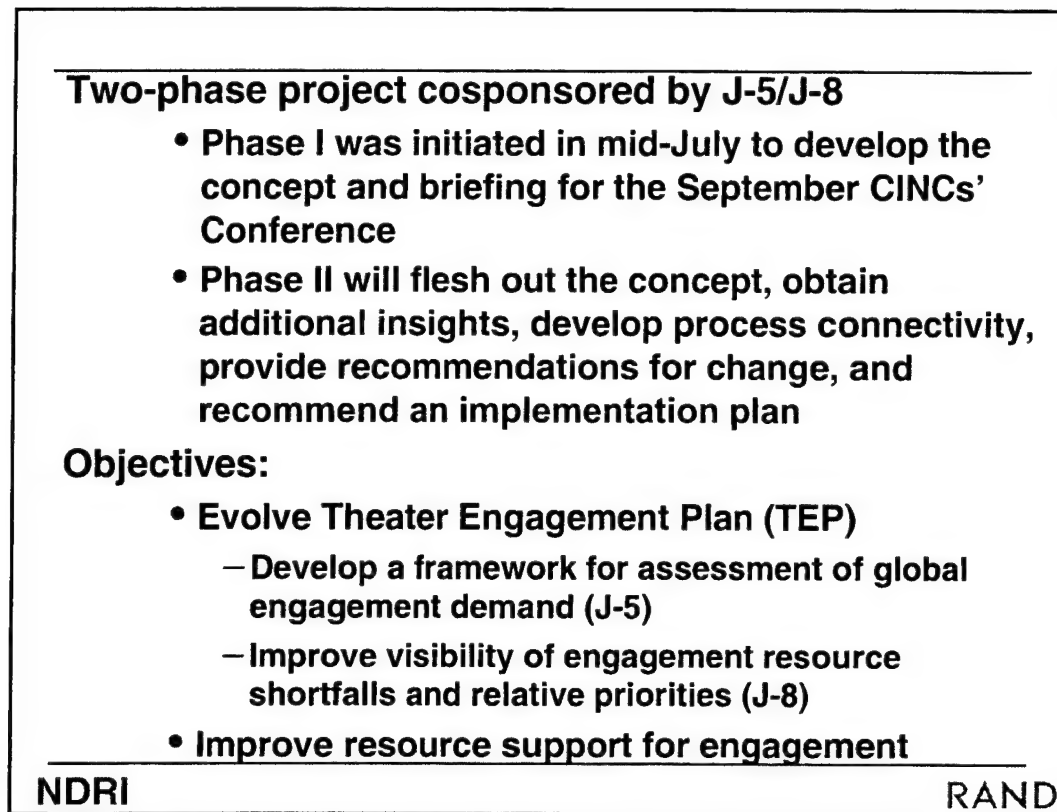 Two-phase project cosponsored by J-5/J-8
• Phase I was initiated in mid-July to develop the
concept and briefing for the September CINCs’
Conference
• Phase II will flesh out the concept, obtain
additional insights, develop process connectivity,
provide recommendations for change, and
recommend an implementation plan
Objectives:
• Evolve Theater Engagement Plan (TEP)
– Develop a framework for assessment of global
engagement demand (J-5)
– Improve visibility of engagement resource
shortfalls and relative priorities (J-8)
• Improve resource support for engagement
NDRI RAND